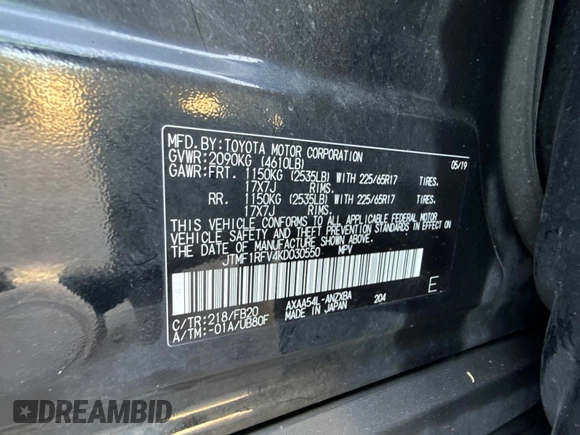 MFD. BY: TOYOTA MOTOR CORPORATION 05/19
GVWR: 2090KG (4610LB)
GAWR: FRT. 1150KG (2535LB) WITH 225/65R17 TIRES.
17X7J RIMS.
RR. 1150KG (2535LB) WITH 225/65R17 TIRES.
17X7J RIMS.
THIS VEHICLE CONFORMS TO ALL APPLICABLE FEDERAL MOTOR
VEHICLE SAFETY AND THEFT PREVENTION STANDARDS IN EFFECT ON
THE DATE OF MANUFACTURE SHOWN ABOVE.
JTMF1RFV4KD030550 MPV
C/TR: 218/FB20 AXAA54L-ANZXBA 204 E
A/TM: -01A/UB80F MADE IN JAPAN
DREAMBID